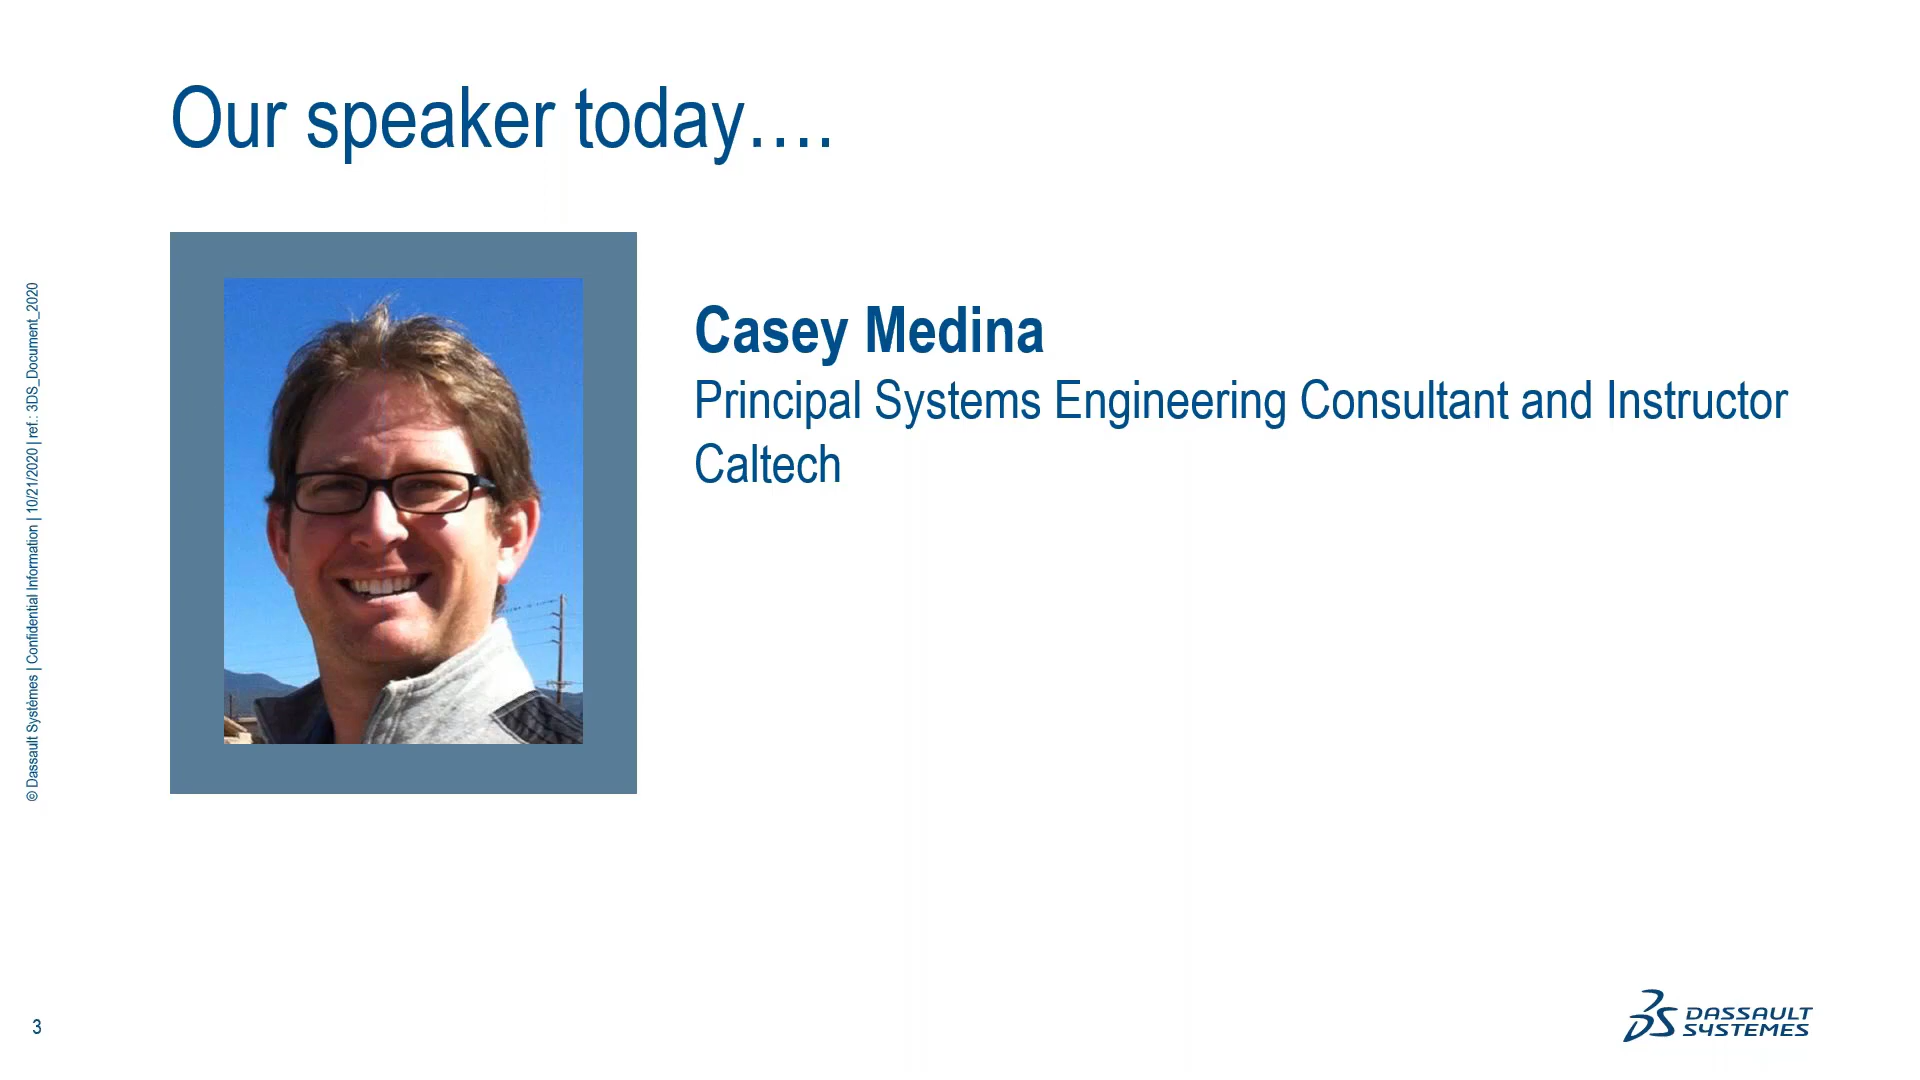 Our speaker today….
Casey Medina
Principal Systems Engineering Consultant and Instructor
Caltech
© Dassault Systèmes | Confidential Information | 10/21/2020 | ref.: 3DS_Document_2020
3
3DS DASSAULT
SYSTEMES